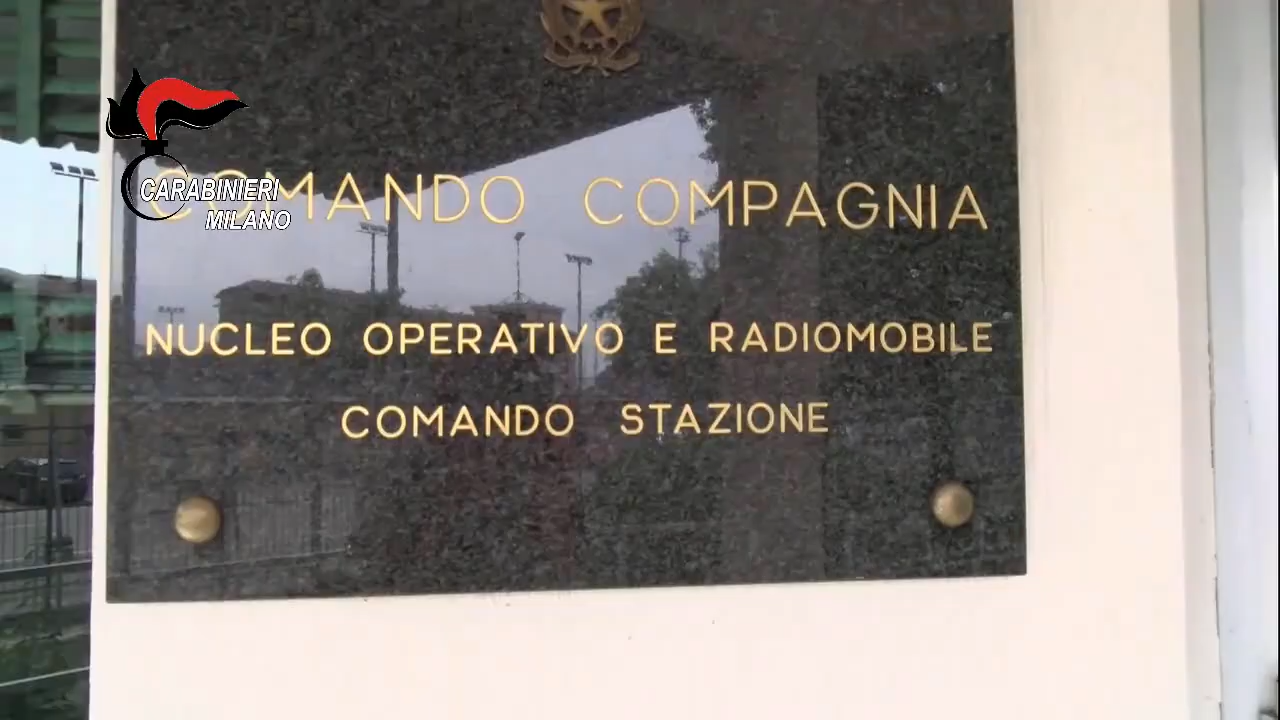 CARABINIERI
MILANO
COMANDO COMPAGNIA
NUCLEO OPERATIVO E RADIOMOBILE
COMANDO STAZIONE